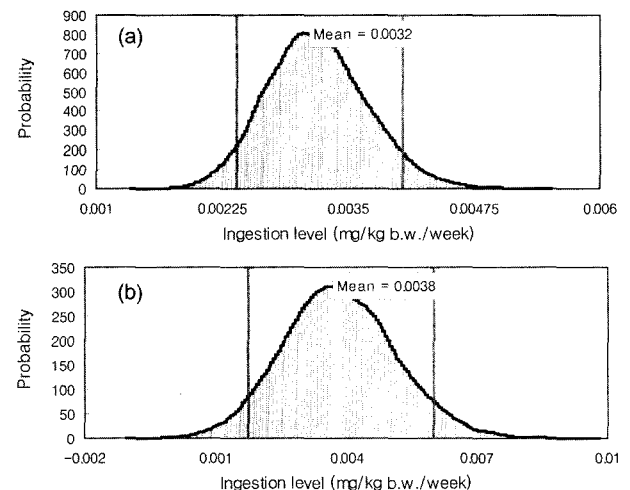 (a)
Mean = 0.0032
Probability
900
800
700
600
500
400
300
200
100
0
0.001 0.00225 0.0035 0.00475 0.006
Ingestion level (mg/kg b.w./week)
(b)
Mean = 0.0038
Probability
350
300
250
200
150
100
50
0
-0.002 0.001 0.004 0.007 0.01
Ingestion level (mg/kg b.w./week)